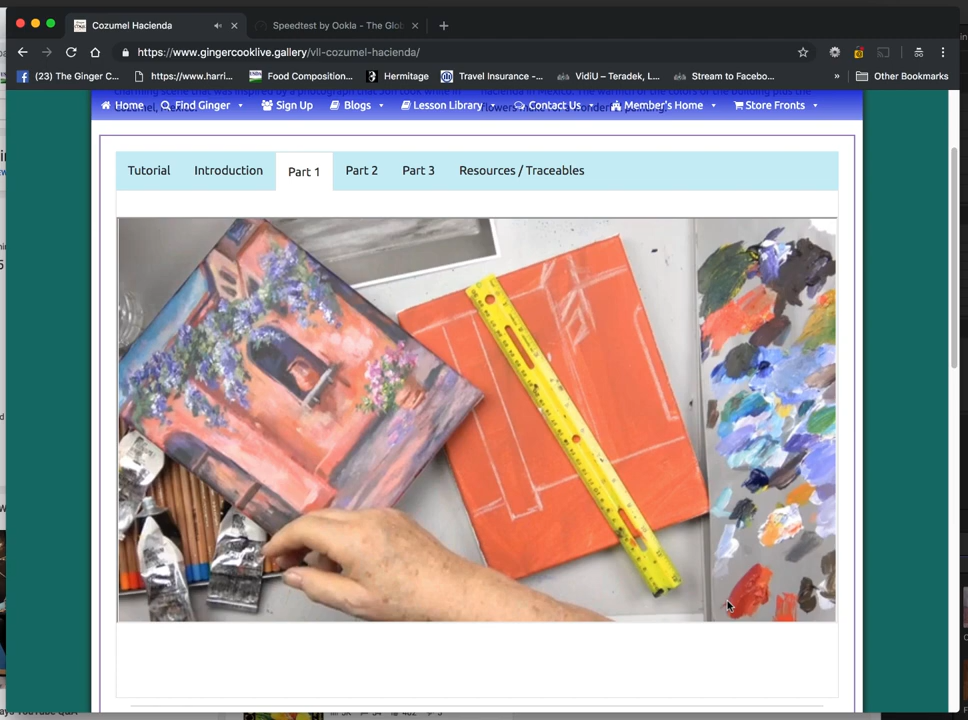 Cozumel Hacienda
Speedtest by Ookla - The Glob
https://www.gingercooklive.gallery/vll-cozumel-hacienda/
(23) The Ginger C...
https://www.harri...
Food Composition...
Hermitage
Travel Insurance -...
VidiU – Teradek, L...
Stream to Facebo...
»
Other Bookmarks
Home
Find Ginger
Sign Up
Blogs
Lesson Library
Contact Us
Member's Home
Store Fronts
Tutorial
Introduction
Part 1
Part 2
Part 3
Resources / Traceables